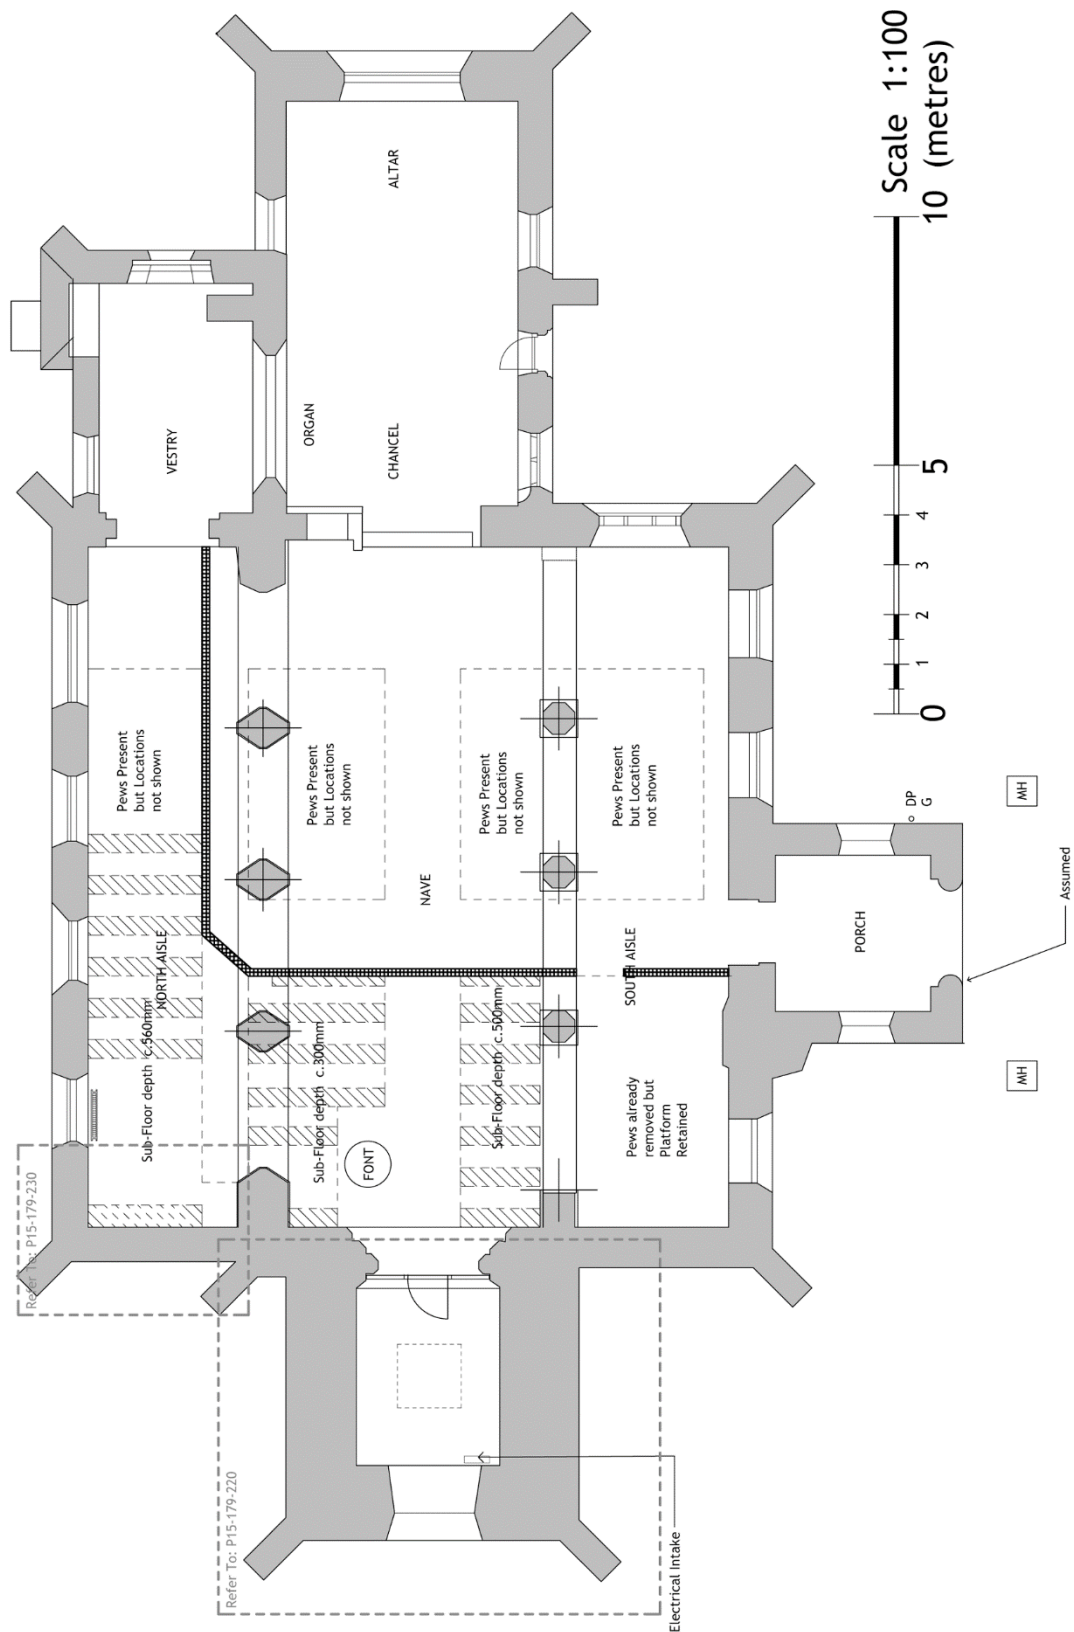 ALTAR
VESTRY
ORGAN
CHANCEL
Pews Present
but Locations
not shown
Pews Present
but Locations
not shown
Pews Present
but Locations
not shown
Pews Present
but Locations
not shown
NORTH AISLE
NAVE
SOUTH AISLE
PORCH
Sub-Floor depth c.560mm
Sub-Floor depth c.300mm
Sub-Floor depth c.500mm
FONT
Pews already
removed but
Platform
Retained
Refer To: P15-179-230
Refer To: P15-179-220
Electrical Intake
Assumed
DP
G
MH
MH
Scale 1:100
0 1 2 3 4 5 10 (metres)